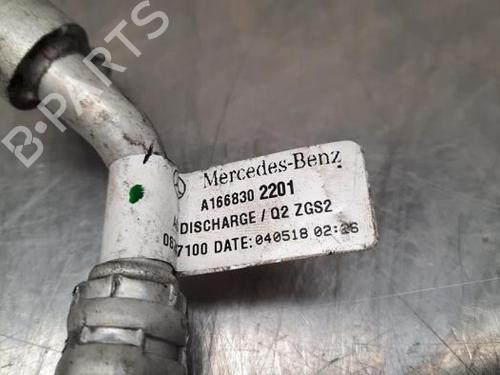 B-PARTS
Mercedes-Benz
A166830 2201
DISCHARGE / Q2 ZGS2
7100 DATE: 040518 02:26